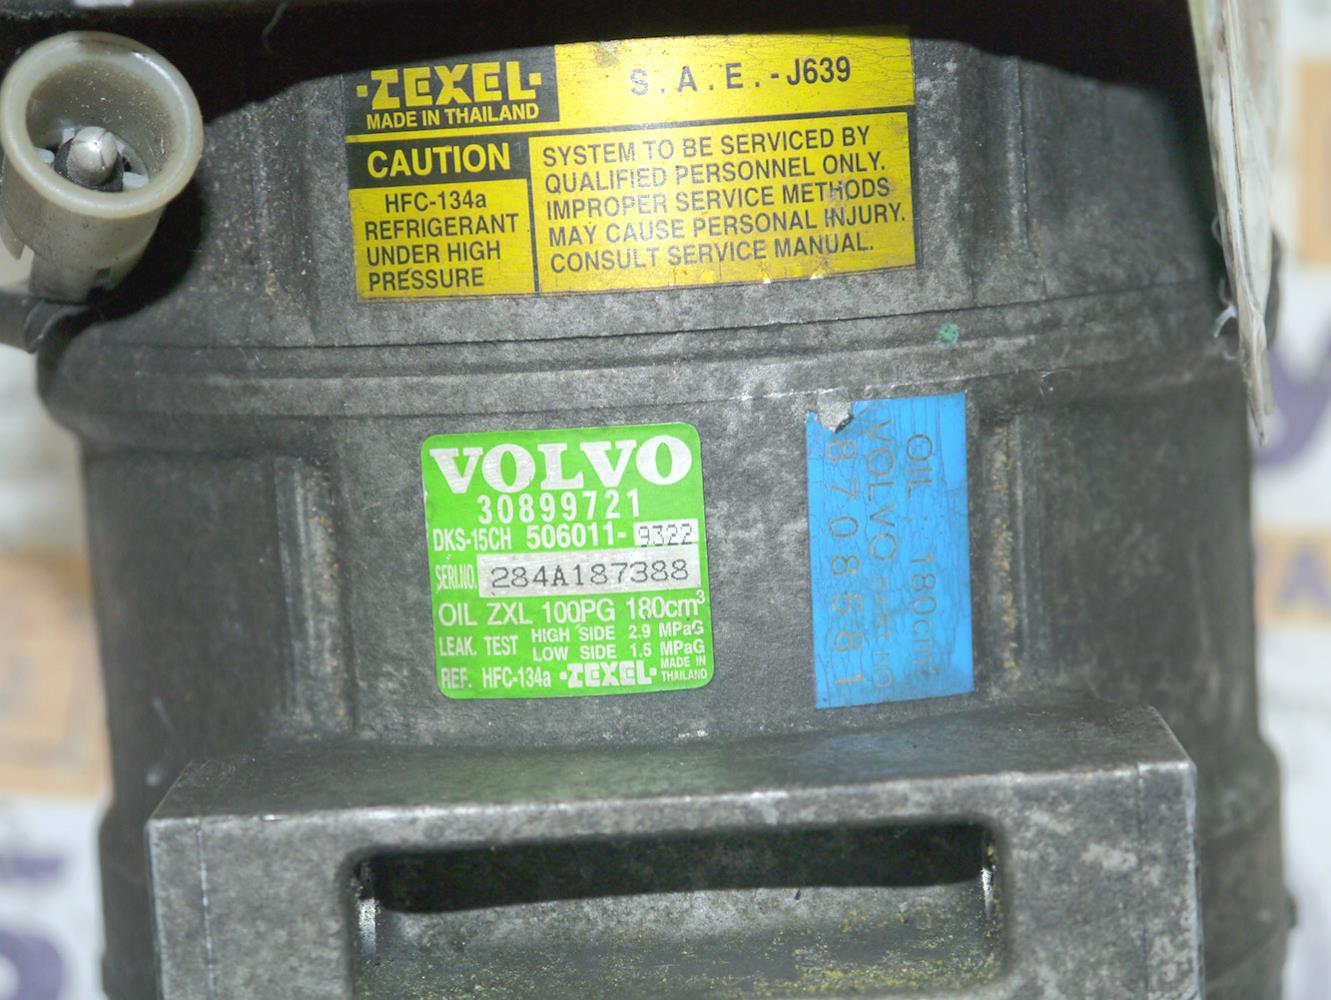 ·ZEXEL·
MADE IN THAILAND
S.A.E.-J639
CAUTION
HFC-134a
REFRIGERANT
UNDER HIGH
PRESSURE
SYSTEM TO BE SERVICED BY
QUALIFIED PERSONNEL ONLY.
IMPROPER SERVICE METHODS
MAY CAUSE PERSONAL INJURY.
CONSULT SERVICE MANUAL.
VOLVO
30899721
DKS-15CH 506011-9322
SERI.NO. 284A187388
OIL ZXL 100PG 180cm³
LEAK. TEST HIGH SIDE 2.9 MPaG
LOW SIDE 1.5 MPaG
REF. HFC-134a ·ZEXEL· MADE IN
THAILAND
OIL : 180cm³
VOLVO PART NO
8708581